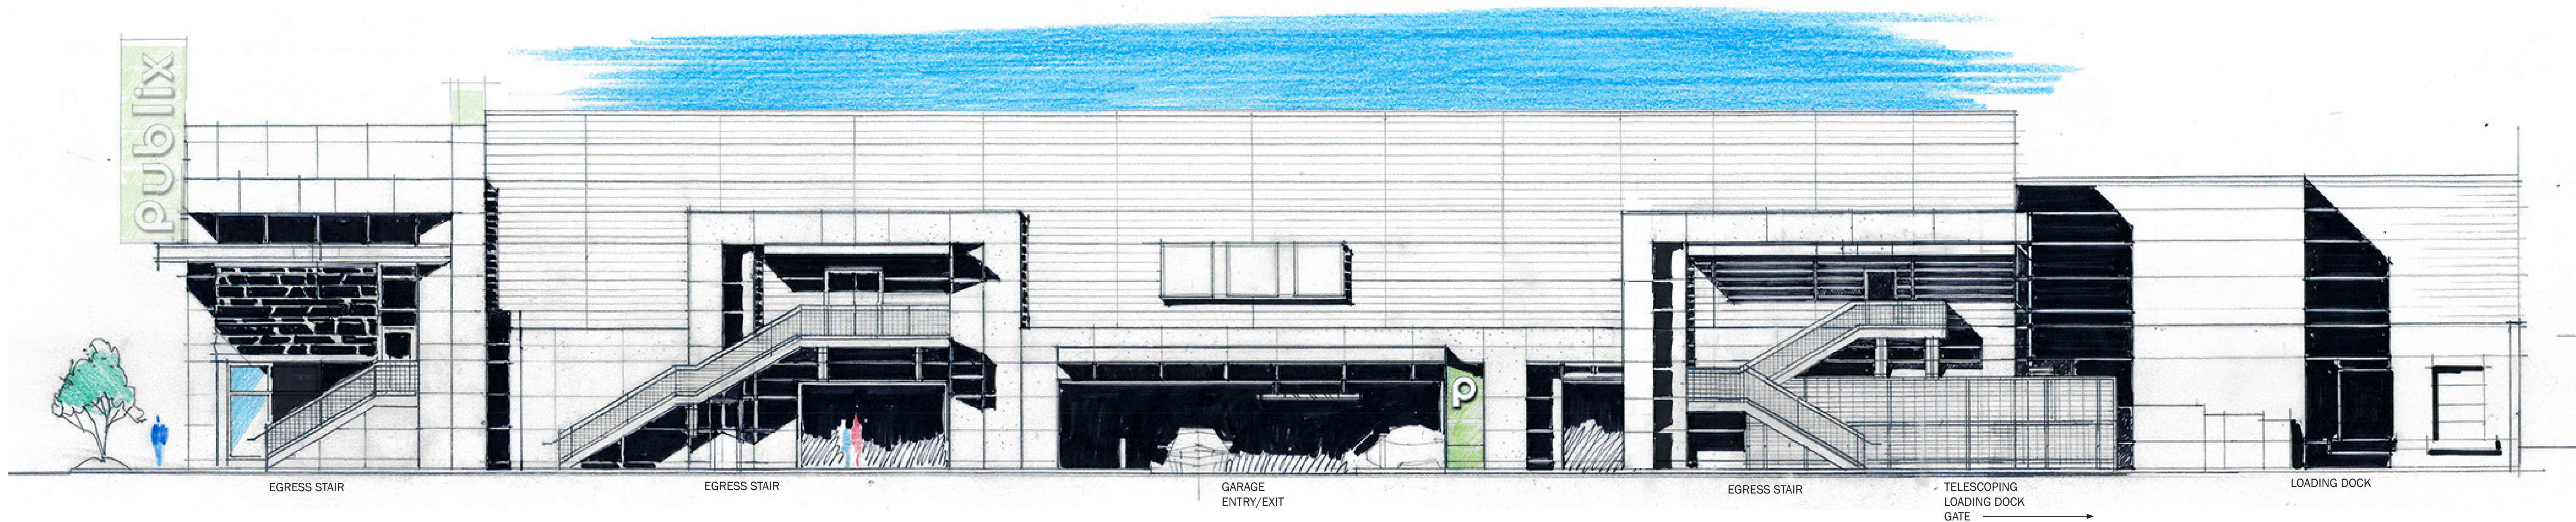 publix
p
EGRESS STAIR
EGRESS STAIR
GARAGE
ENTRY/EXIT
EGRESS STAIR
TELESCOPING
LOADING DOCK
GATE
LOADING DOCK